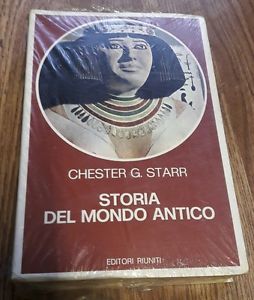 CHESTER G. STARR
STORIA
DEL MONDO ANTICO
EDITORI RIUNITI